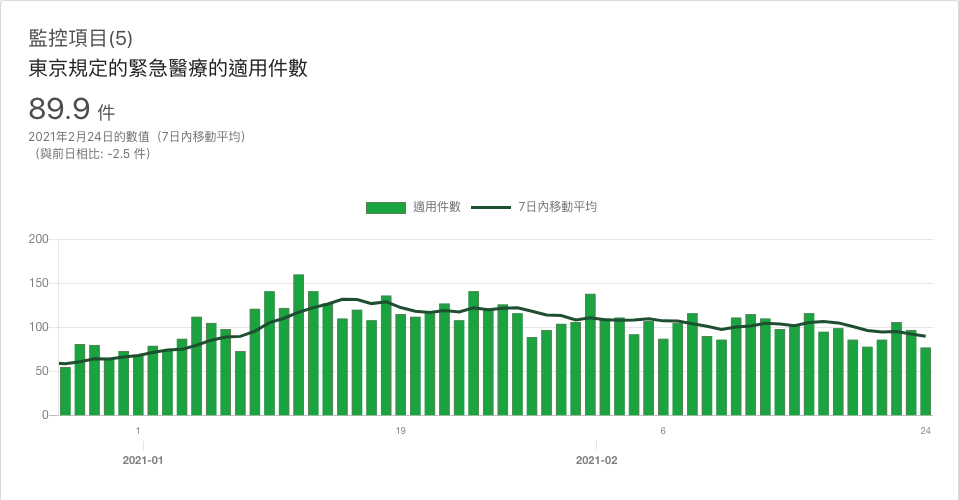 監控項目(5)
東京規定的緊急醫療的適用件數
89.9 件
2021年2月24日的數值（7日內移動平均）
（與前日相比: -2.5 件）
適用件數 7日內移動平均
200
150
100
50
0
1 19 6 24
2021-01 2021-02